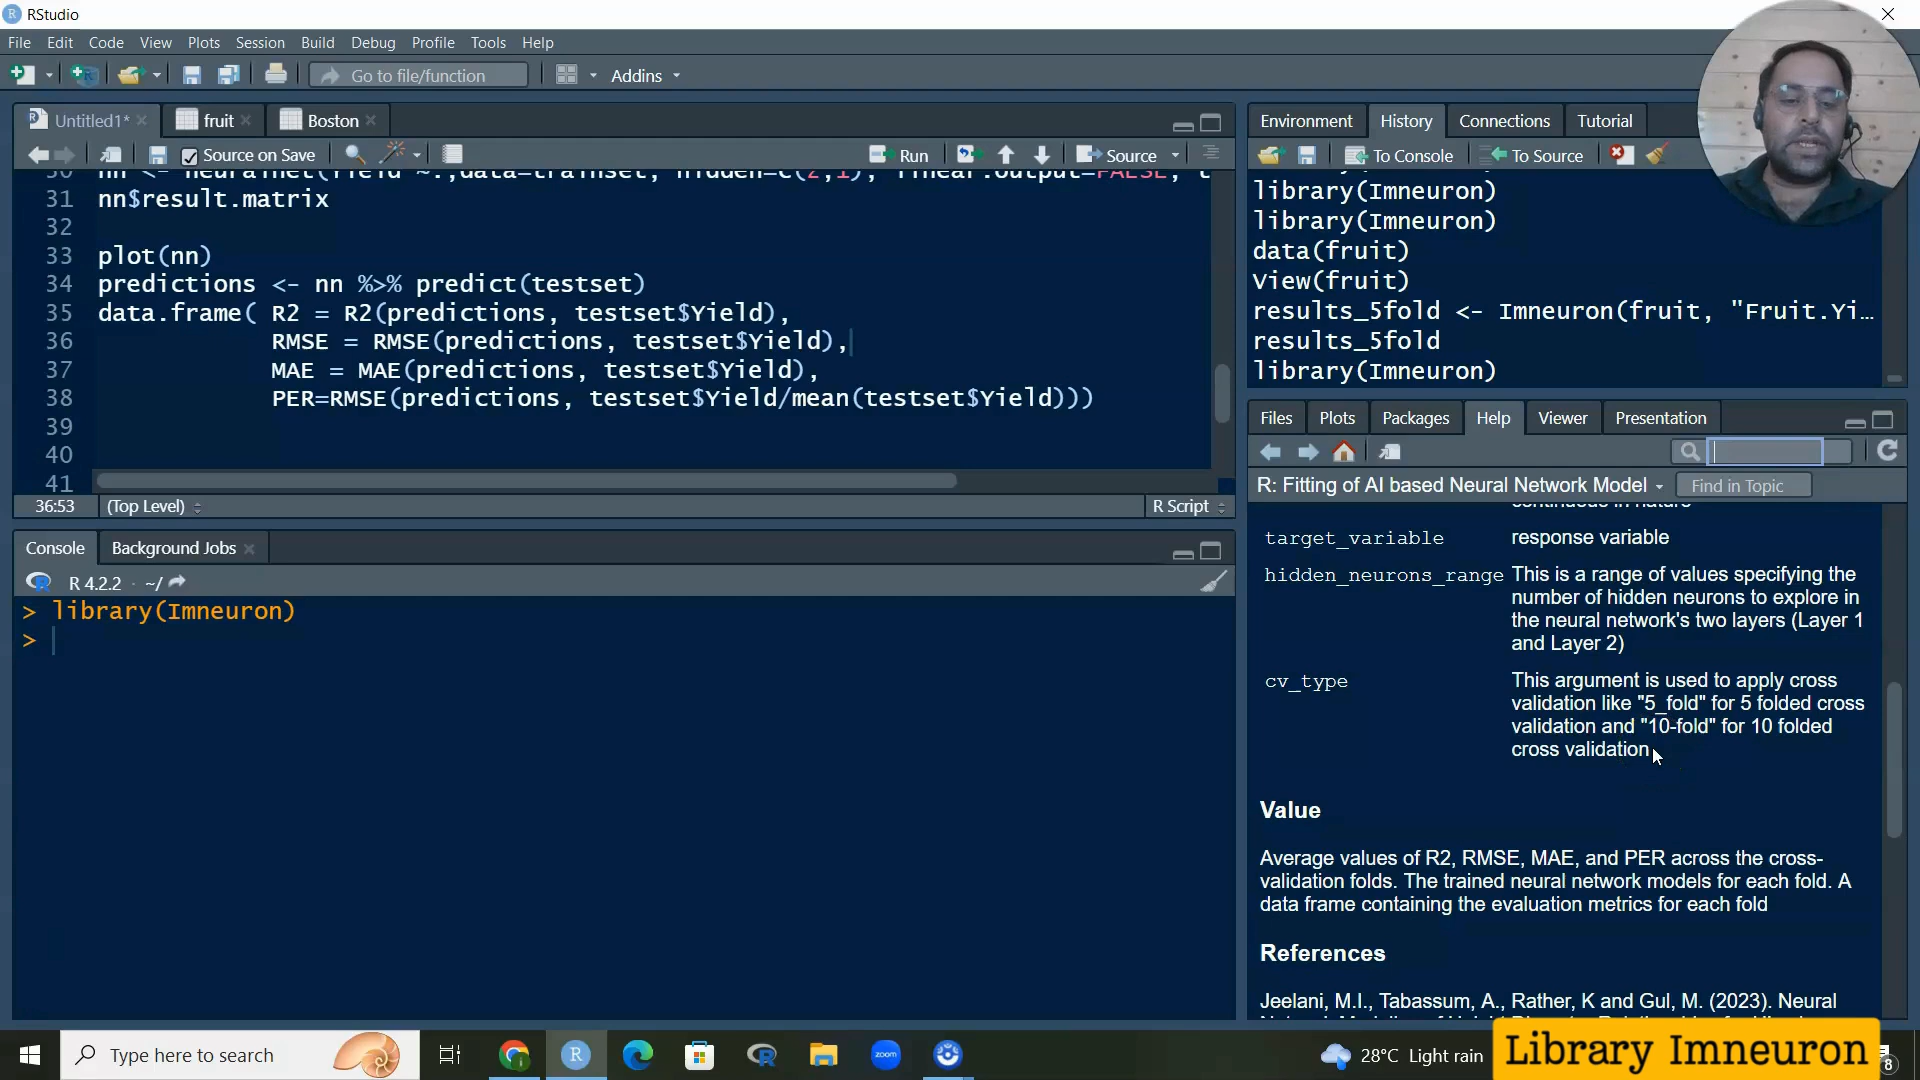 RStudio
File Edit Code View Plots Session Build Debug Profile Tools Help
Go to file/function Addins
Untitled1* fruit Boston
Source on Save Run Source
31 nn$result.matrix
32
33 plot(nn)
34 predictions <- nn %>% predict(testset)
35 data.frame( R2 = R2(predictions, testset$Yield),
36 RMSE = RMSE(predictions, testset$Yield),
37 MAE = MAE(predictions, testset$Yield),
38 PER=RMSE(predictions, testset$Yield/mean(testset$Yield)))
39
40
41
36:53 (Top Level) R Script
Console Background Jobs
R 4.2.2 · ~/
> library(Imneuron)
>
Environment History Connections Tutorial
To Console To Source
library(Imneuron)
library(Imneuron)
data(fruit)
View(fruit)
results_5fold <- Imneuron(fruit, "Fruit.Yi…
results_5fold
library(Imneuron)
Files Plots Packages Help Viewer Presentation
R: Fitting of AI based Neural Network Model Find in Topic
continuous in nature
target_variable response variable
hidden_neurons_range This is a range of values specifying the
number of hidden neurons to explore in
the neural network's two layers (Layer 1
and Layer 2)
cv_type This argument is used to apply cross
validation like "5_fold" for 5 folded cross
validation and "10-fold" for 10 folded
cross validation
Value
Average values of R2, RMSE, MAE, and PER across the cross-
validation folds. The trained neural network models for each fold. A
data frame containing the evaluation metrics for each fold
References
Jeelani, M.I., Tabassum, A., Rather, K and Gul, M. (2023). Neural
Type here to search
zoom
28°C Light rain
8
Library Imneuron